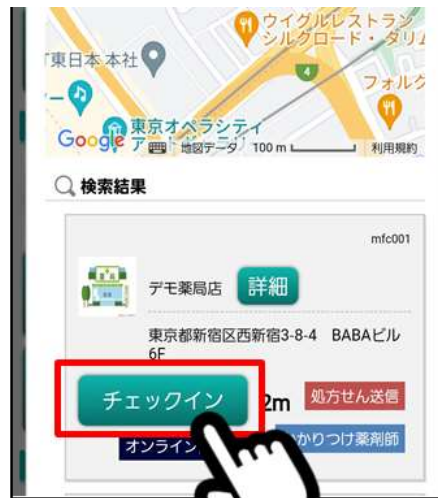 ウイグルレストラン
シルクロード・タリム
T東日本 本社
4
フォルク
東京オペラシティ
Google
地図データ
100 m
利用規約
検索結果
mfc001
デモ薬局店
詳細
東京都新宿区西新宿3-8-4 BABAビル
6F
チェックイン
2m
処方せん送信
オンライン
かりつけ薬剤師